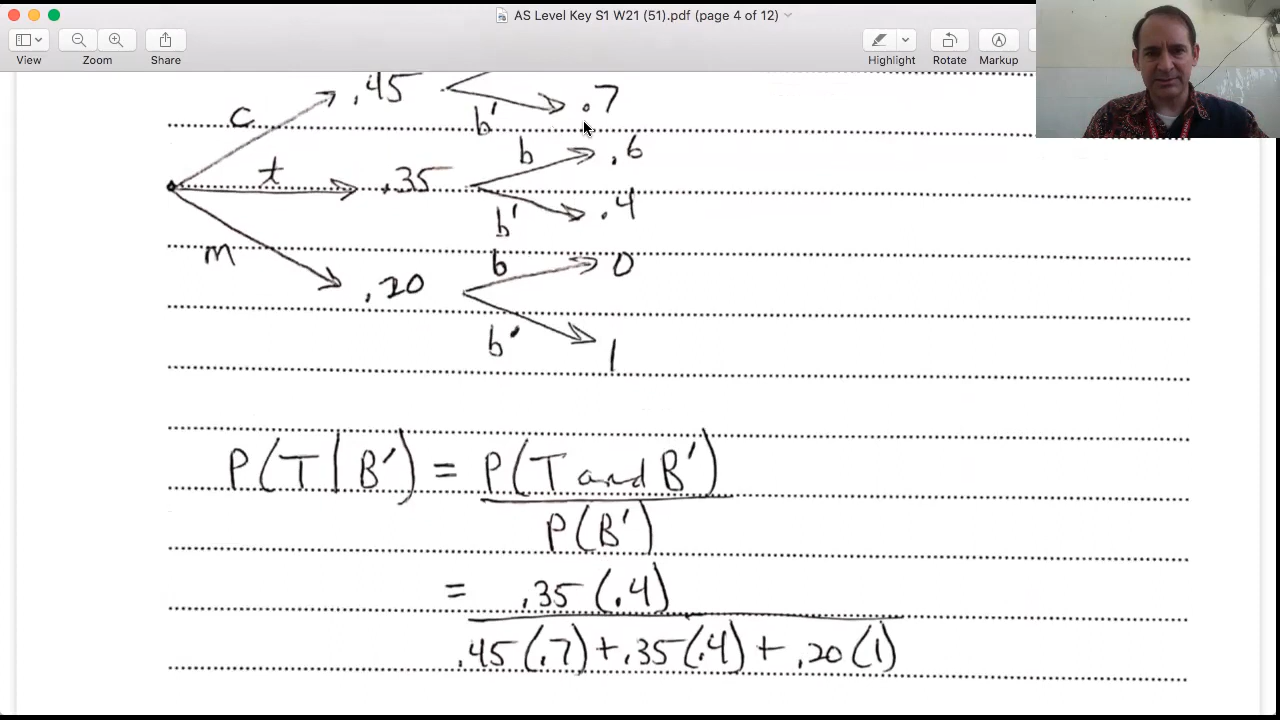 AS Level Key S1 W21 (51).pdf (page 4 of 12)
View Zoom Share Highlight Rotate Markup
c .45 b' .7
t .35 b .6
b' .4
m .20 b 0
b' 1
P(T|B') = P(T and B')
P(B')
= .35(.4)
.45(.7)+.35(.4)+.20(1)